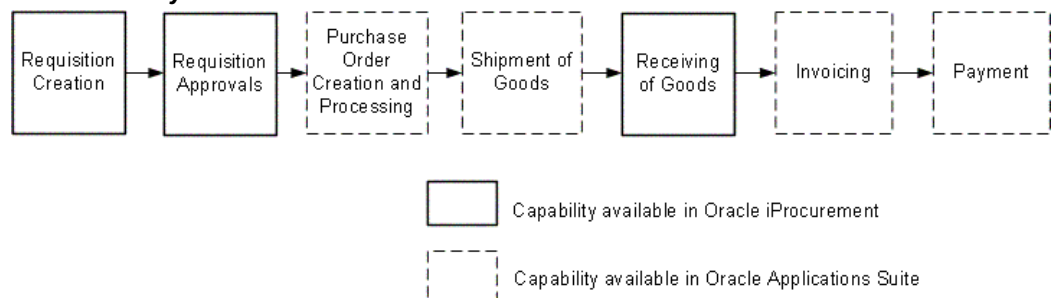 Requisition
Creation
Requisition
Approvals
Purchase
Order
Creation and
Processing
Shipment of
Goods
Receiving
of Goods
Invoicing
Payment
Capability available in Oracle iProcurement
Capability available in Oracle Applications Suite